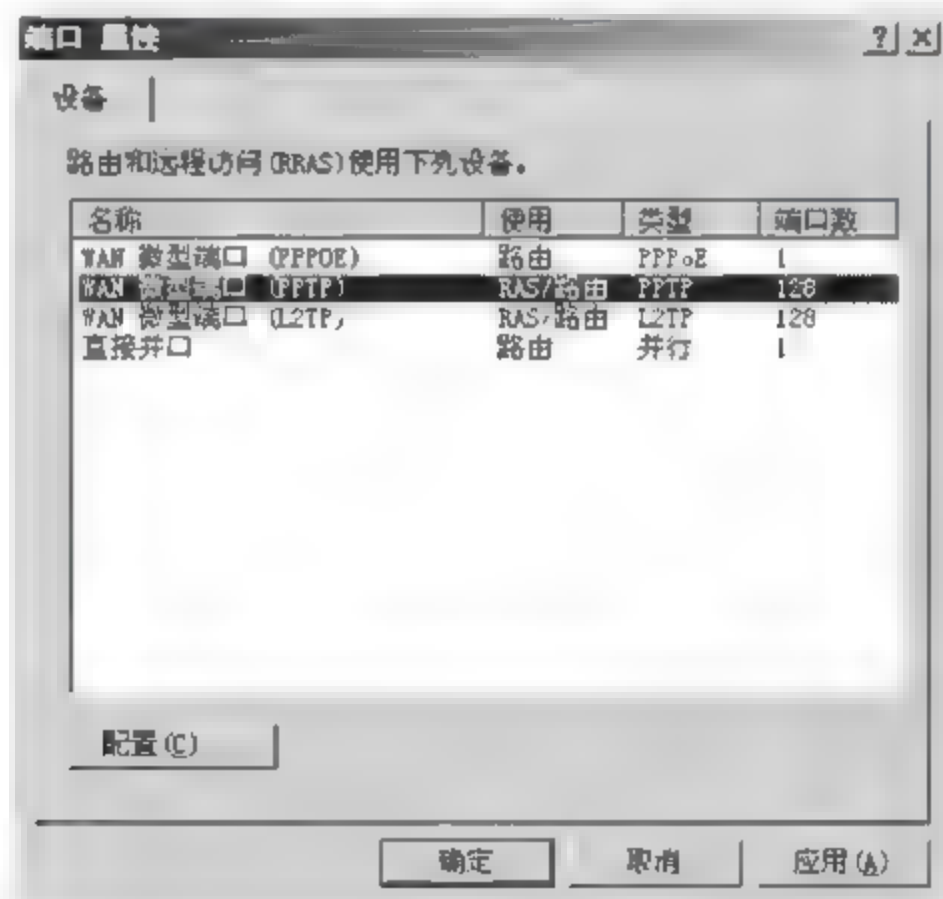 端口 属性
设备
路由和远程访问(RRAS)使用下列设备。
名称 使用 类型 端口数
WAN 微型端口 (PPPOE) 路由 PPPoE 1
WAN 微型端口 (PPTP) RAS/路由 PPTP 128
WAN 微型端口 (L2TP) RAS/路由 L2TP 128
直接并口 路由 并行 1
配置(C)
确定 取消 应用(A)